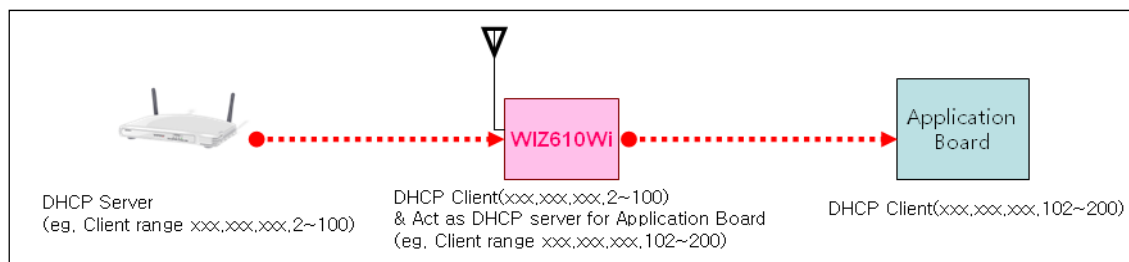 WIZ610Wi
Application
Board
DHCP Server
(eg, Client range xxx,xxx,xxx,2~100)
DHCP Client(xxx,xxx,xxx,2~100)
& Act as DHCP server for Application Board
(eg, Client range xxx,xxx,xxx,102~200)
DHCP Client(xxx,xxx,xxx,102~200)